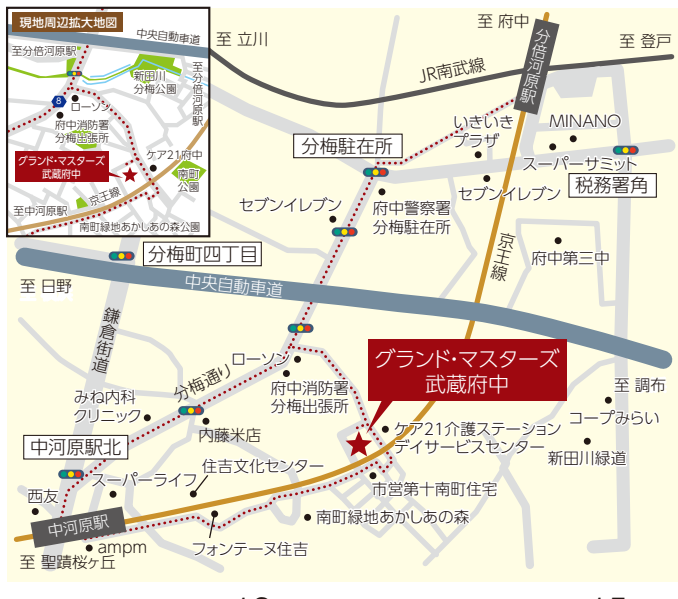 現地周辺拡大地図
中央自動車道
至分倍河原駅
至分倍河原駅
新田川
分梅公園
8
ローソン
府中消防署
分梅出張所
グランド・マスターズ
武蔵府中
ケア21府中
南町
公園
京王線
至中河原駅
南町緑地あかしあの森公園
至 立川
至 府中
至 登戸
JR南武線
分倍河原駅
いきいき
プラザ
MINANO
スーパーサミット
分梅駐在所
税務署角
セブンイレブン
セブンイレブン
府中警察署
分梅駐在所
分梅町四丁目
京王線
府中第三中
至 日野
中央自動車道
鎌倉街道
グランド・マスターズ
武蔵府中
ローソン
分梅通り
府中消防署
分梅出張所
至 調布
みね内科
クリニック
コープみらい
内藤米店
ケア21介護ステーション
デイサービスセンター
中河原駅北
新田川緑道
住吉文化センター
スーパーライフ
市営第十南町住宅
西友
南町緑地あかしあの森
中河原駅
ampm
フォンテーヌ住吉
至 聖蹟桜ヶ丘